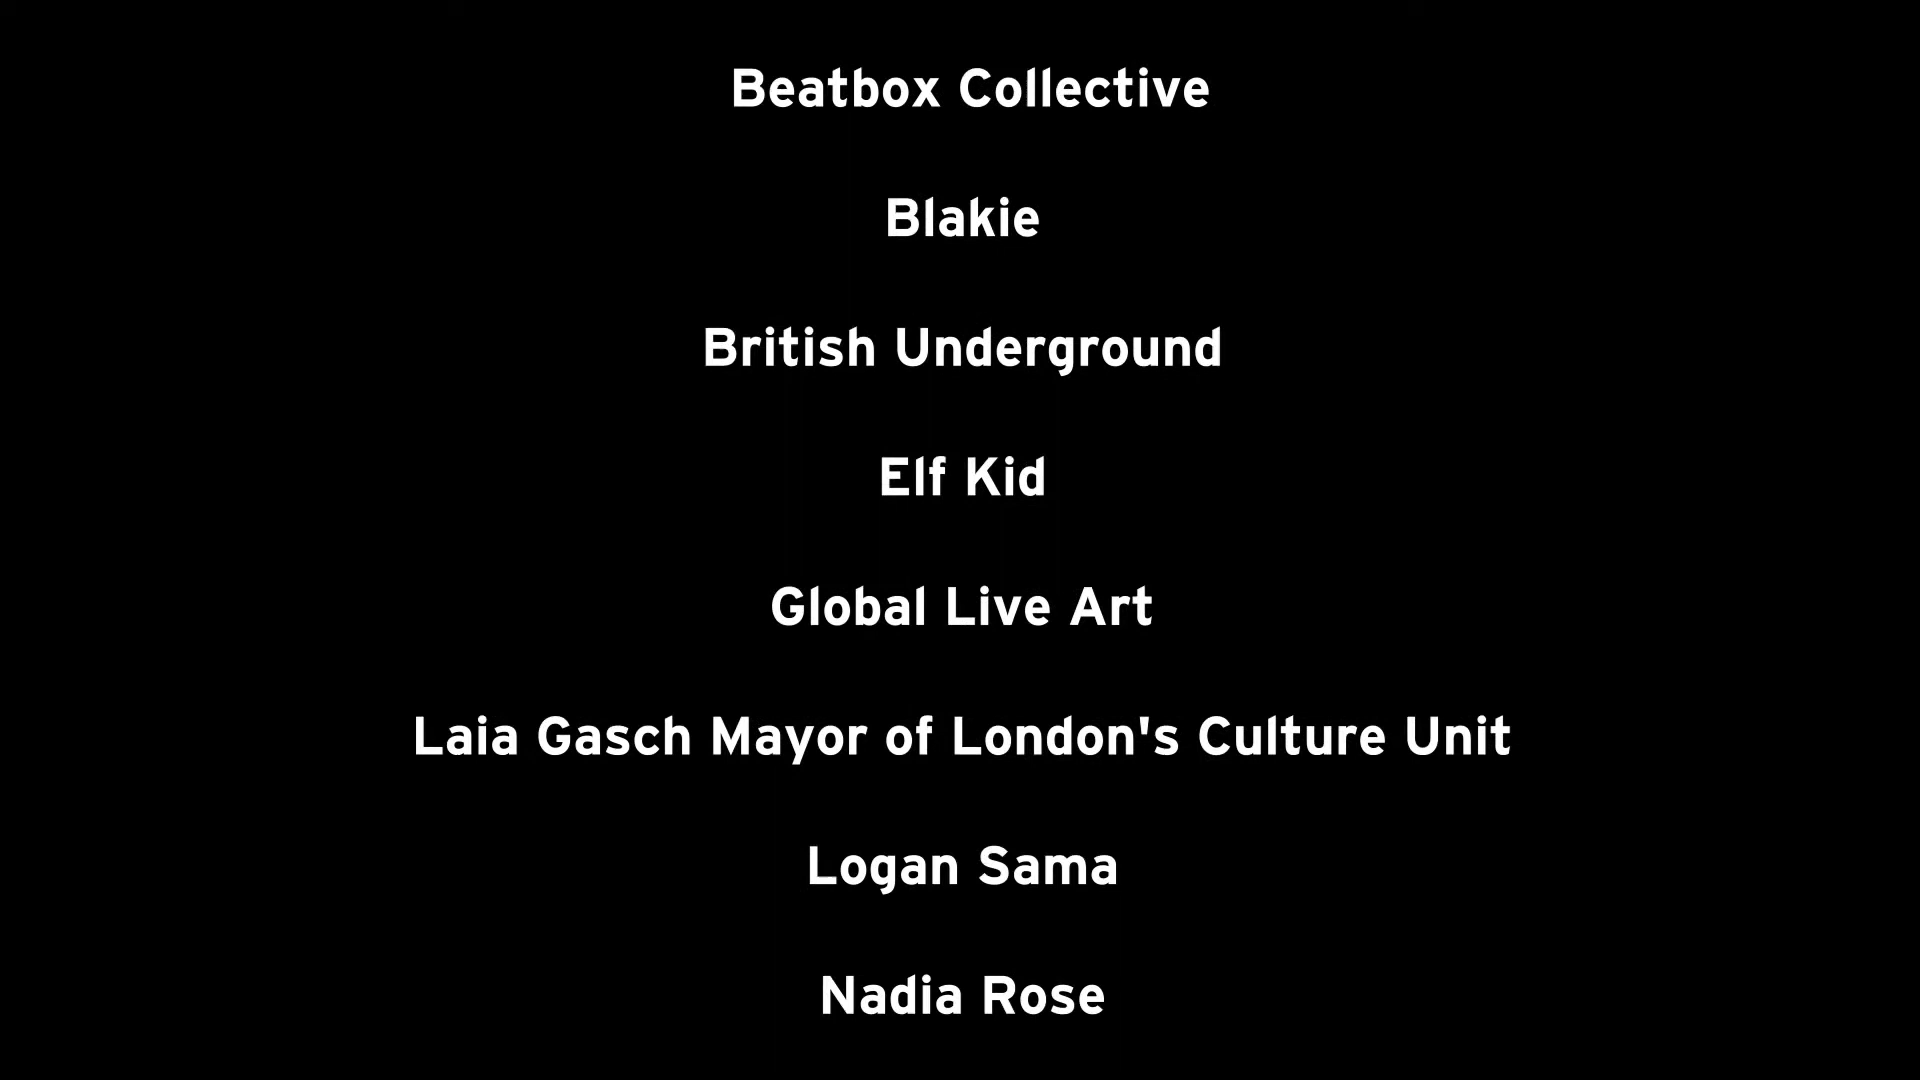 Beatbox Collective
Blakie
British Underground
Elf Kid
Global Live Art
Laia Gasch Mayor of London's Culture Unit
Logan Sama
Nadia Rose